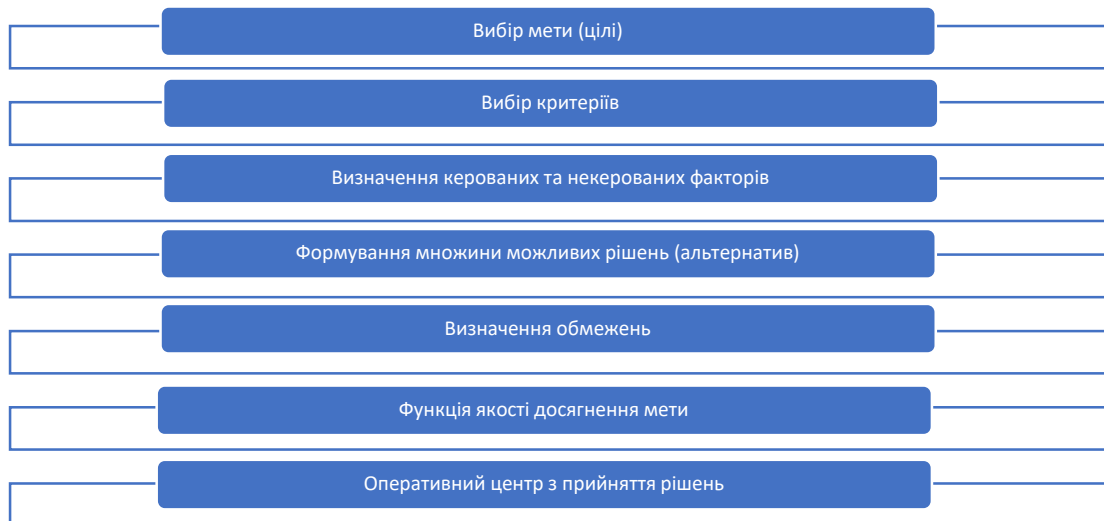 Вибір мети (цілі)
Вибір критеріїв
Визначення керованих та некерованих факторів
Формування множини можливих рішень (альтернатив)
Визначення обмежень
Функція якості досягнення мети
Оперативний центр з прийняття рішень